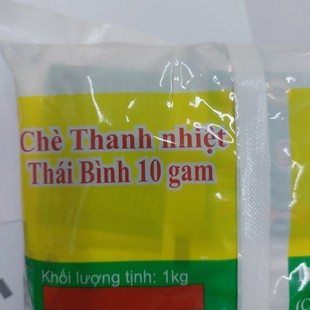 Chè Thanh nhiệt
Thái Bình 10 gam
Khối lượng tịnh: 1kg